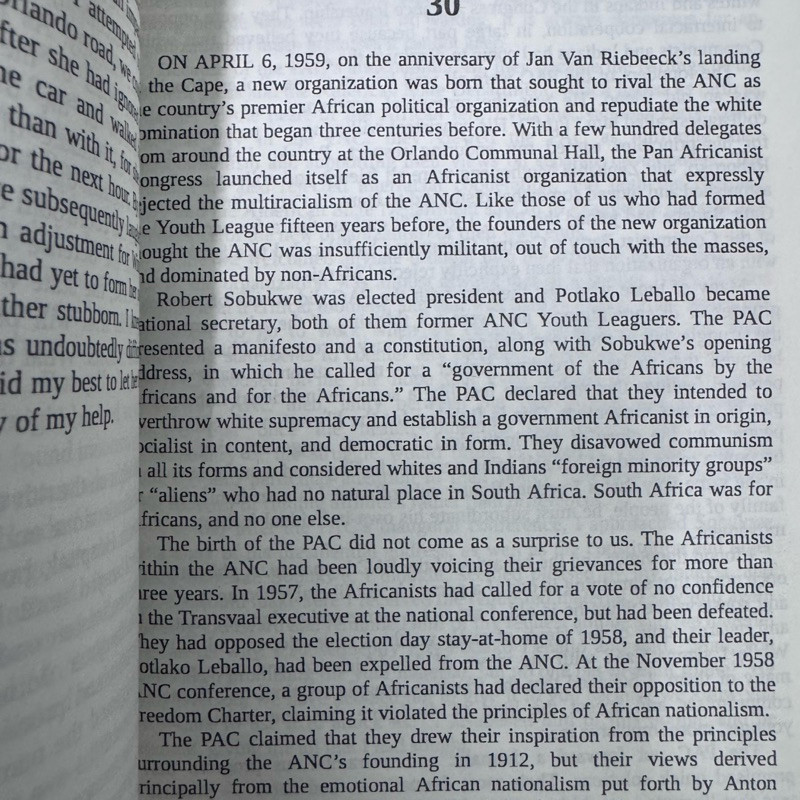 attempted
rlando road, we
fter she had
e car and
than with it, for
or the next hour.
e subsequently
adjustment for
had yet to form
ther stubborn. I
s undoubtedly
id my best to let
of my help.
30
ON APRIL 6, 1959, on the anniversary of Jan Van Riebeeck's landing
the Cape, a new organization was born that sought to rival the ANC as
e country's premier African political organization and repudiate the white
omination that began three centuries before. With a few hundred delegates
om around the country at the Orlando Communal Hall, the Pan Africanist
ongress launched itself as an Africanist organization that expressly
jected the multiracialism of the ANC. Like those of us who had formed
e Youth League fifteen years before, the founders of the new organization
ought the ANC was insufficiently militant, out of touch with the masses,
nd dominated by non-Africans.
Robert Sobukwe was elected president and Potlako Leballo became
ational secretary, both of them former ANC Youth Leaguers. The PAC
resented a manifesto and a constitution, along with Sobukwe's opening
ddress, in which he called for a “government of the Africans by the
fricans and for the Africans.” The PAC declared that they intended to
verthrow white supremacy and establish a government Africanist in origin,
ocialist in content, and democratic in form. They disavowed communism
all its forms and considered whites and Indians “foreign minority groups”
r “aliens” who had no natural place in South Africa. South Africa was for
fricans, and no one else.
The birth of the PAC did not come as a surprise to us. The Africanists
ithin the ANC had been loudly voicing their grievances for more than
ree years. In 1957, the Africanists had called for a vote of no confidence
the Transvaal executive at the national conference, but had been defeated.
hey had opposed the election day stay-at-home of 1958, and their leader,
otlako Leballo, had been expelled from the ANC. At the November 1958
NC conference, a group of Africanists had declared their opposition to the
reedom Charter, claiming it violated the principles of African nationalism.
The PAC claimed that they drew their inspiration from the principles
urrounding the ANC's founding in 1912, but their views derived
rincipally from the emotional African nationalism put forth by Anton